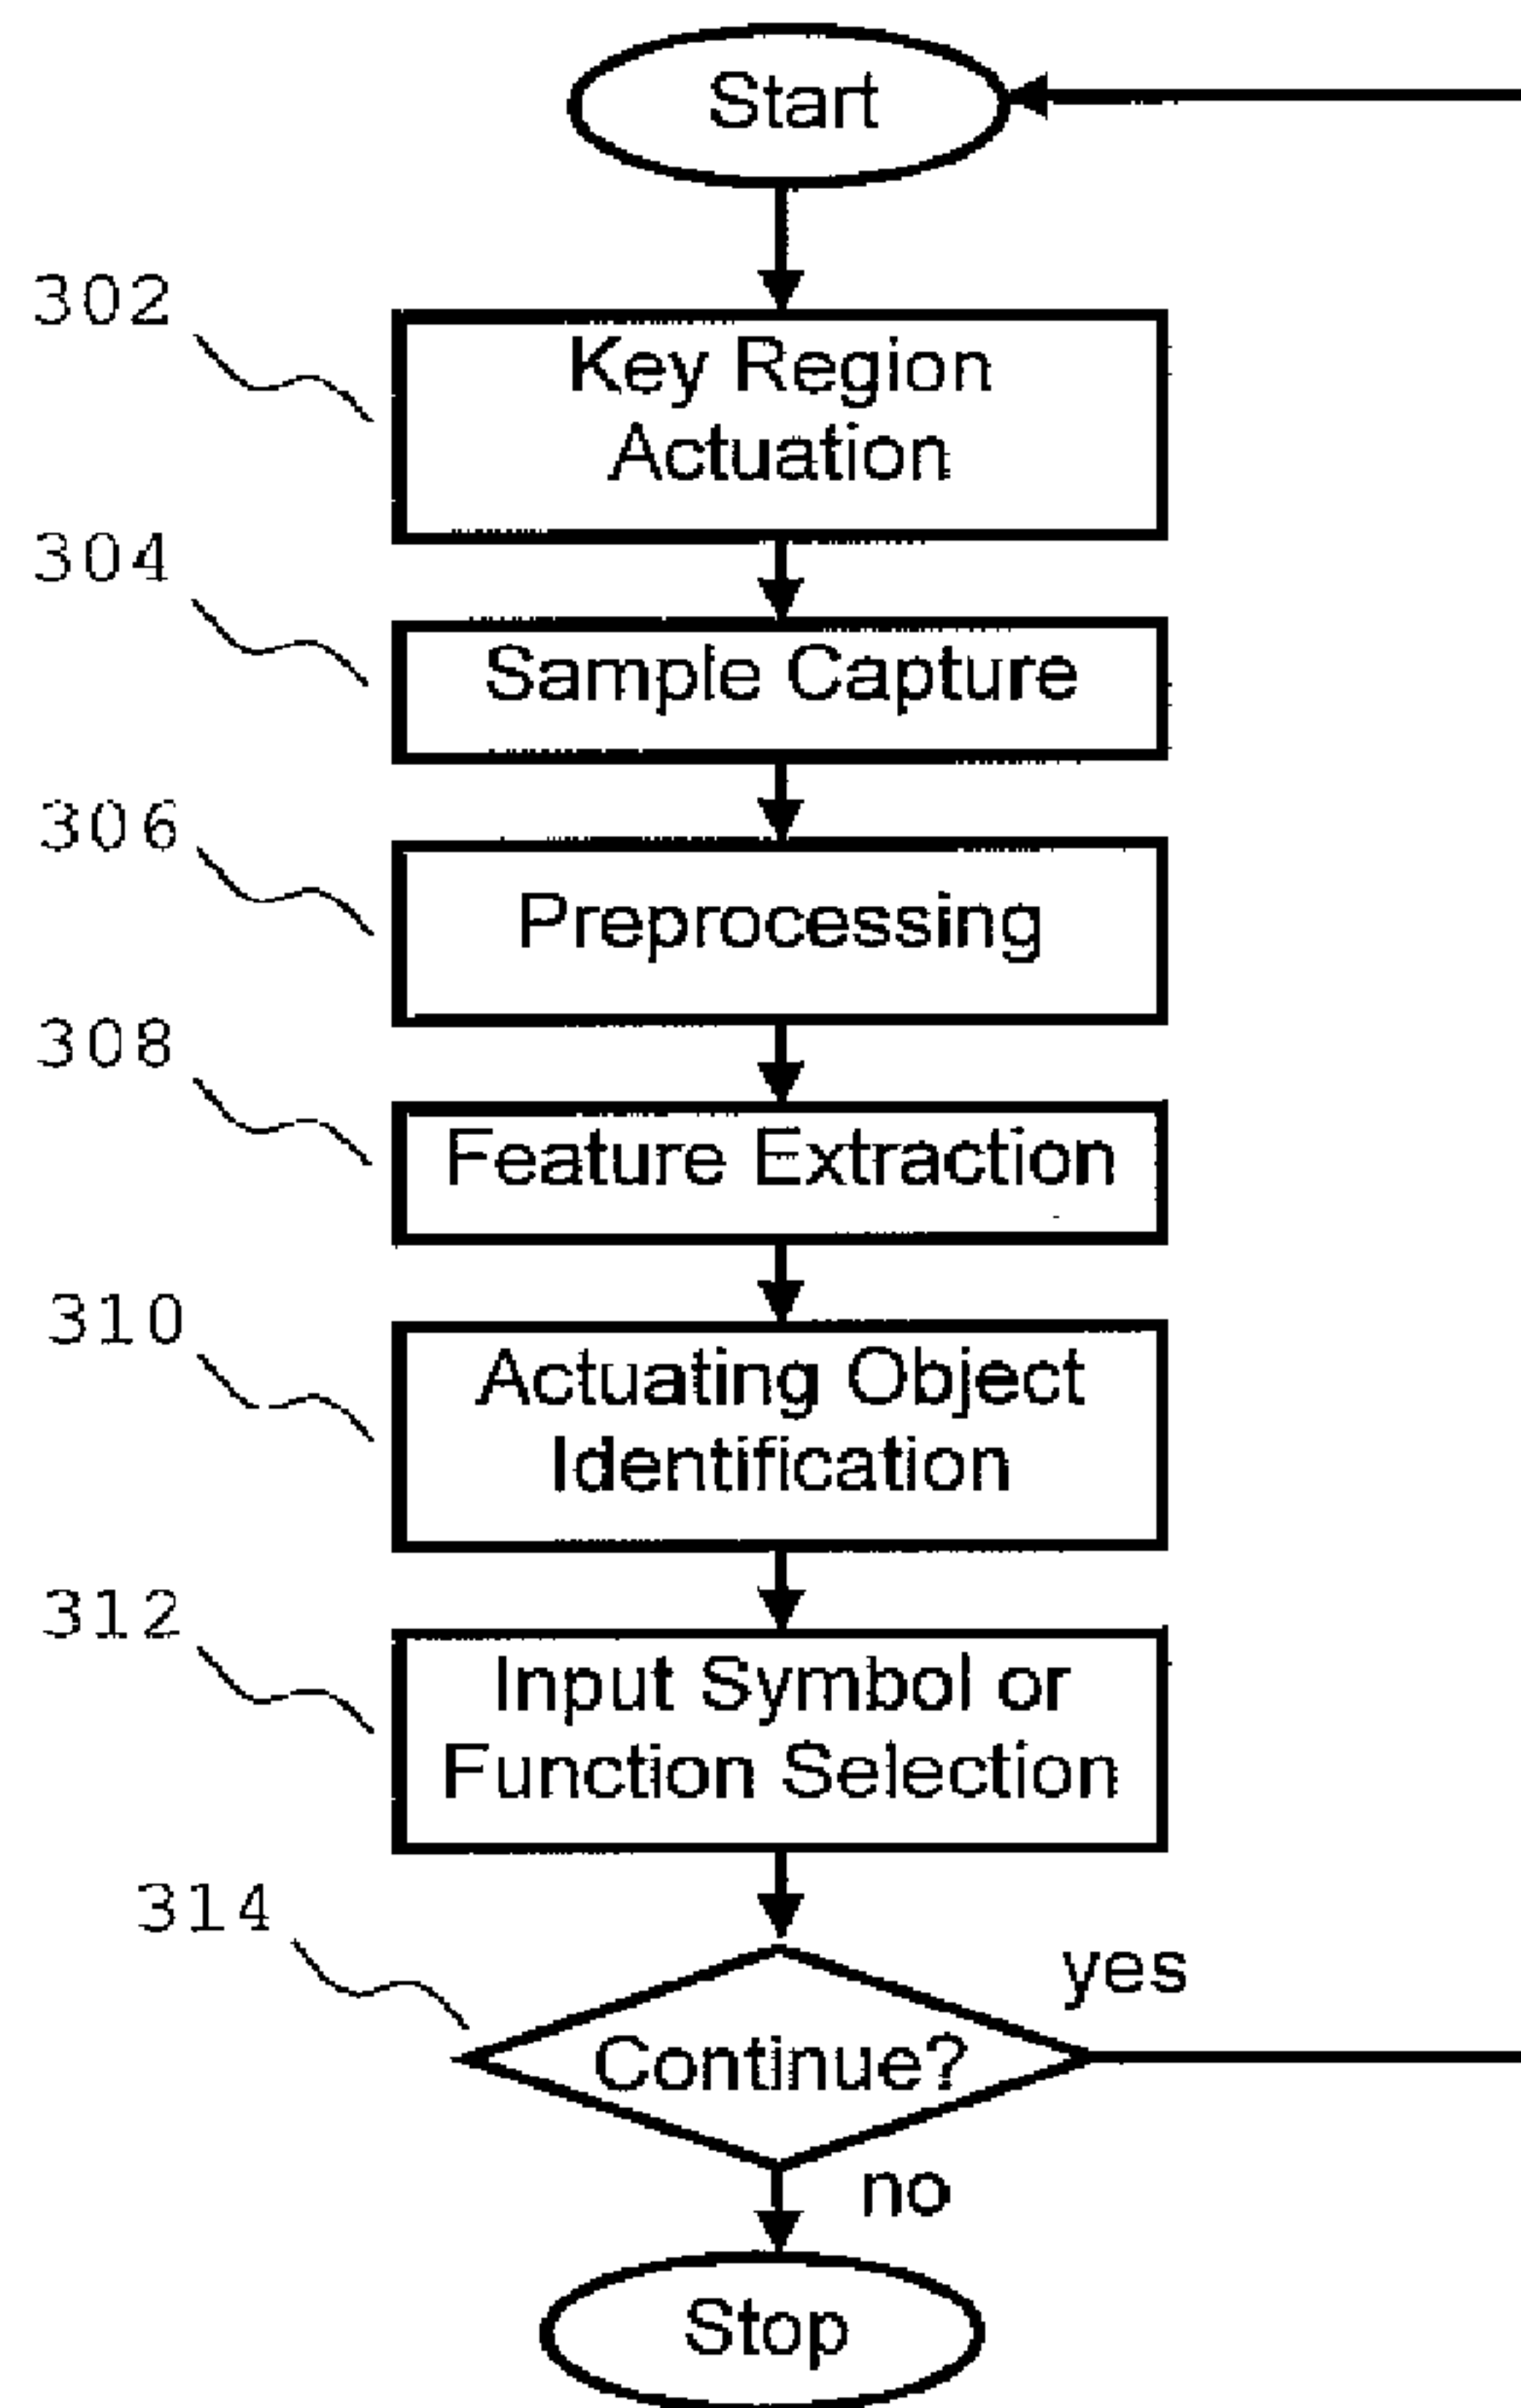 Start
302
Key Region
Actuation
304
Sample Capture
306
Preprocessing
308
Feature Extraction
310
Actuating Object
Identification
312
Input Symbol or
Function Selection
314
yes
Continue?
no
Stop